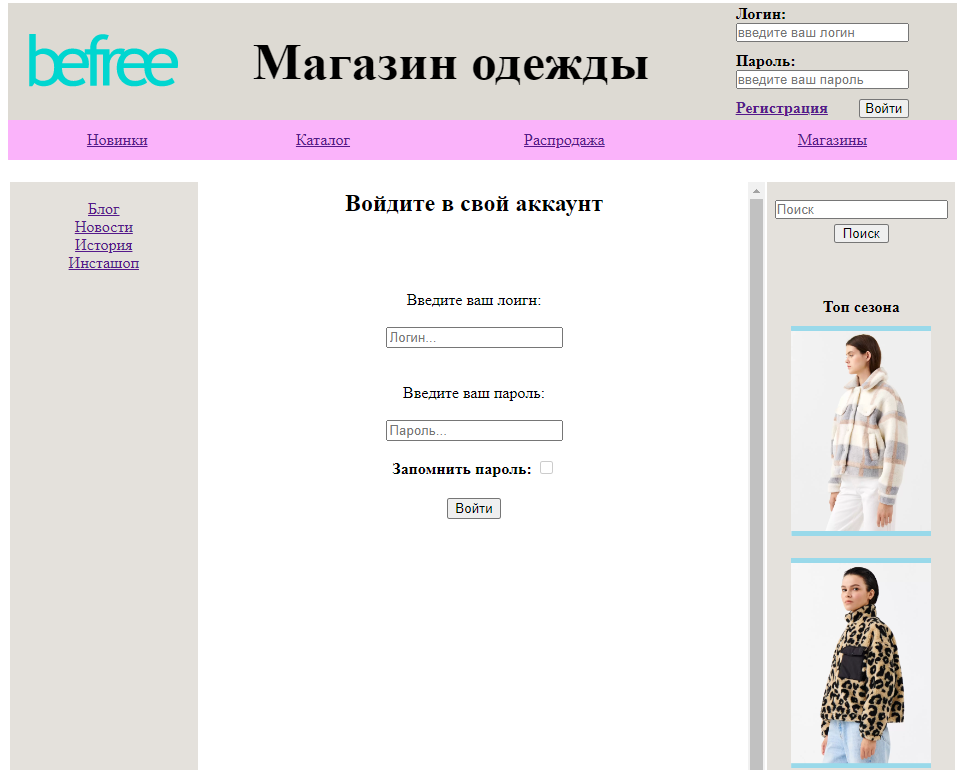 befree
Магазин одежды
Логин:
введите ваш логин
Пароль:
введите ваш пароль
Регистрация Войти
Новинки Каталог Распродажа Магазины
Блог
Новости
История
Инсташоп
Войдите в свой аккаунт
Введите ваш лоигн:
Логин...
Введите ваш пароль:
Пароль...
Запомнить пароль:
Войти
Поиск
Поиск
Топ сезона